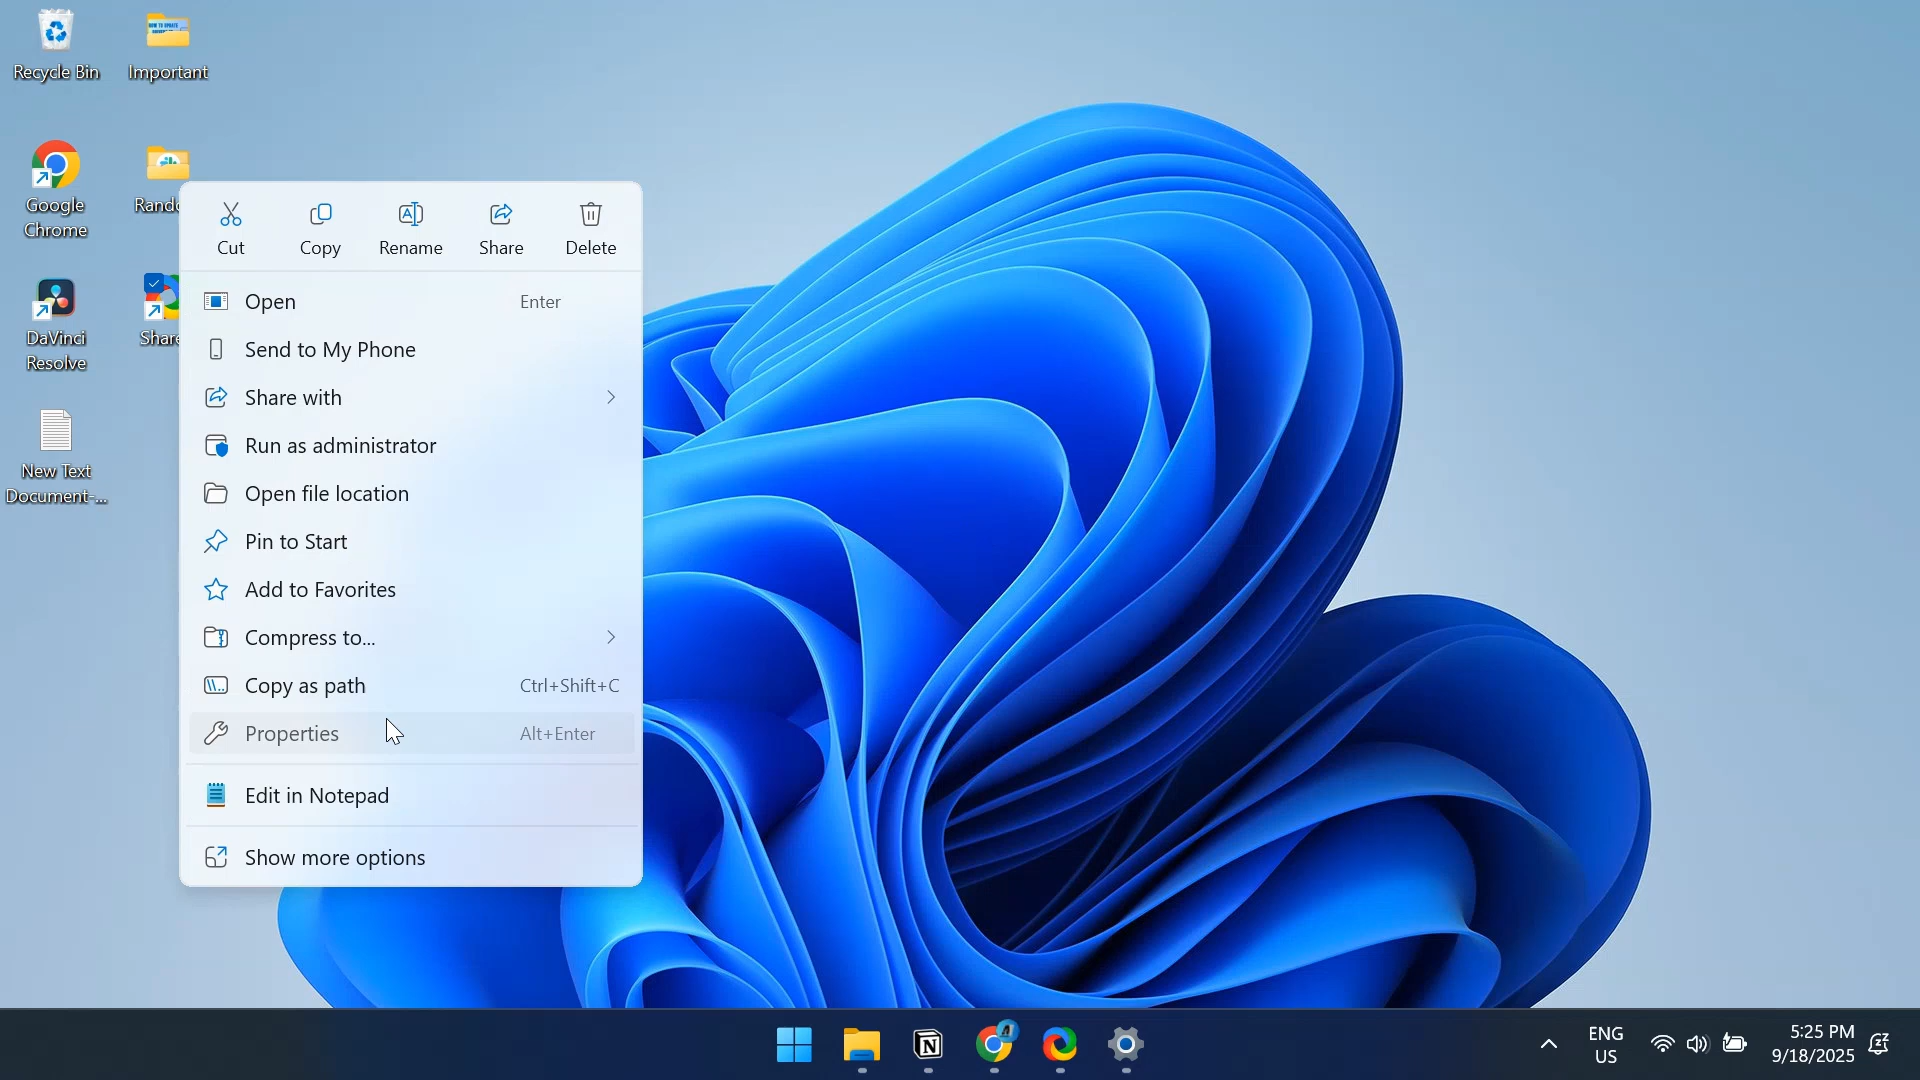 Recycle Bin
Important
Google
Chrome
DaVinci
Resolve
New Text
Document-...
Cut
Copy
Rename
Share
Delete
Open Enter
Send to My Phone
Share with
Run as administrator
Open file location
Pin to Start
Add to Favorites
Compress to...
Copy as path Ctrl+Shift+C
Properties Alt+Enter
Edit in Notepad
Show more options
ENG
US
5:25 PM
9/18/2025